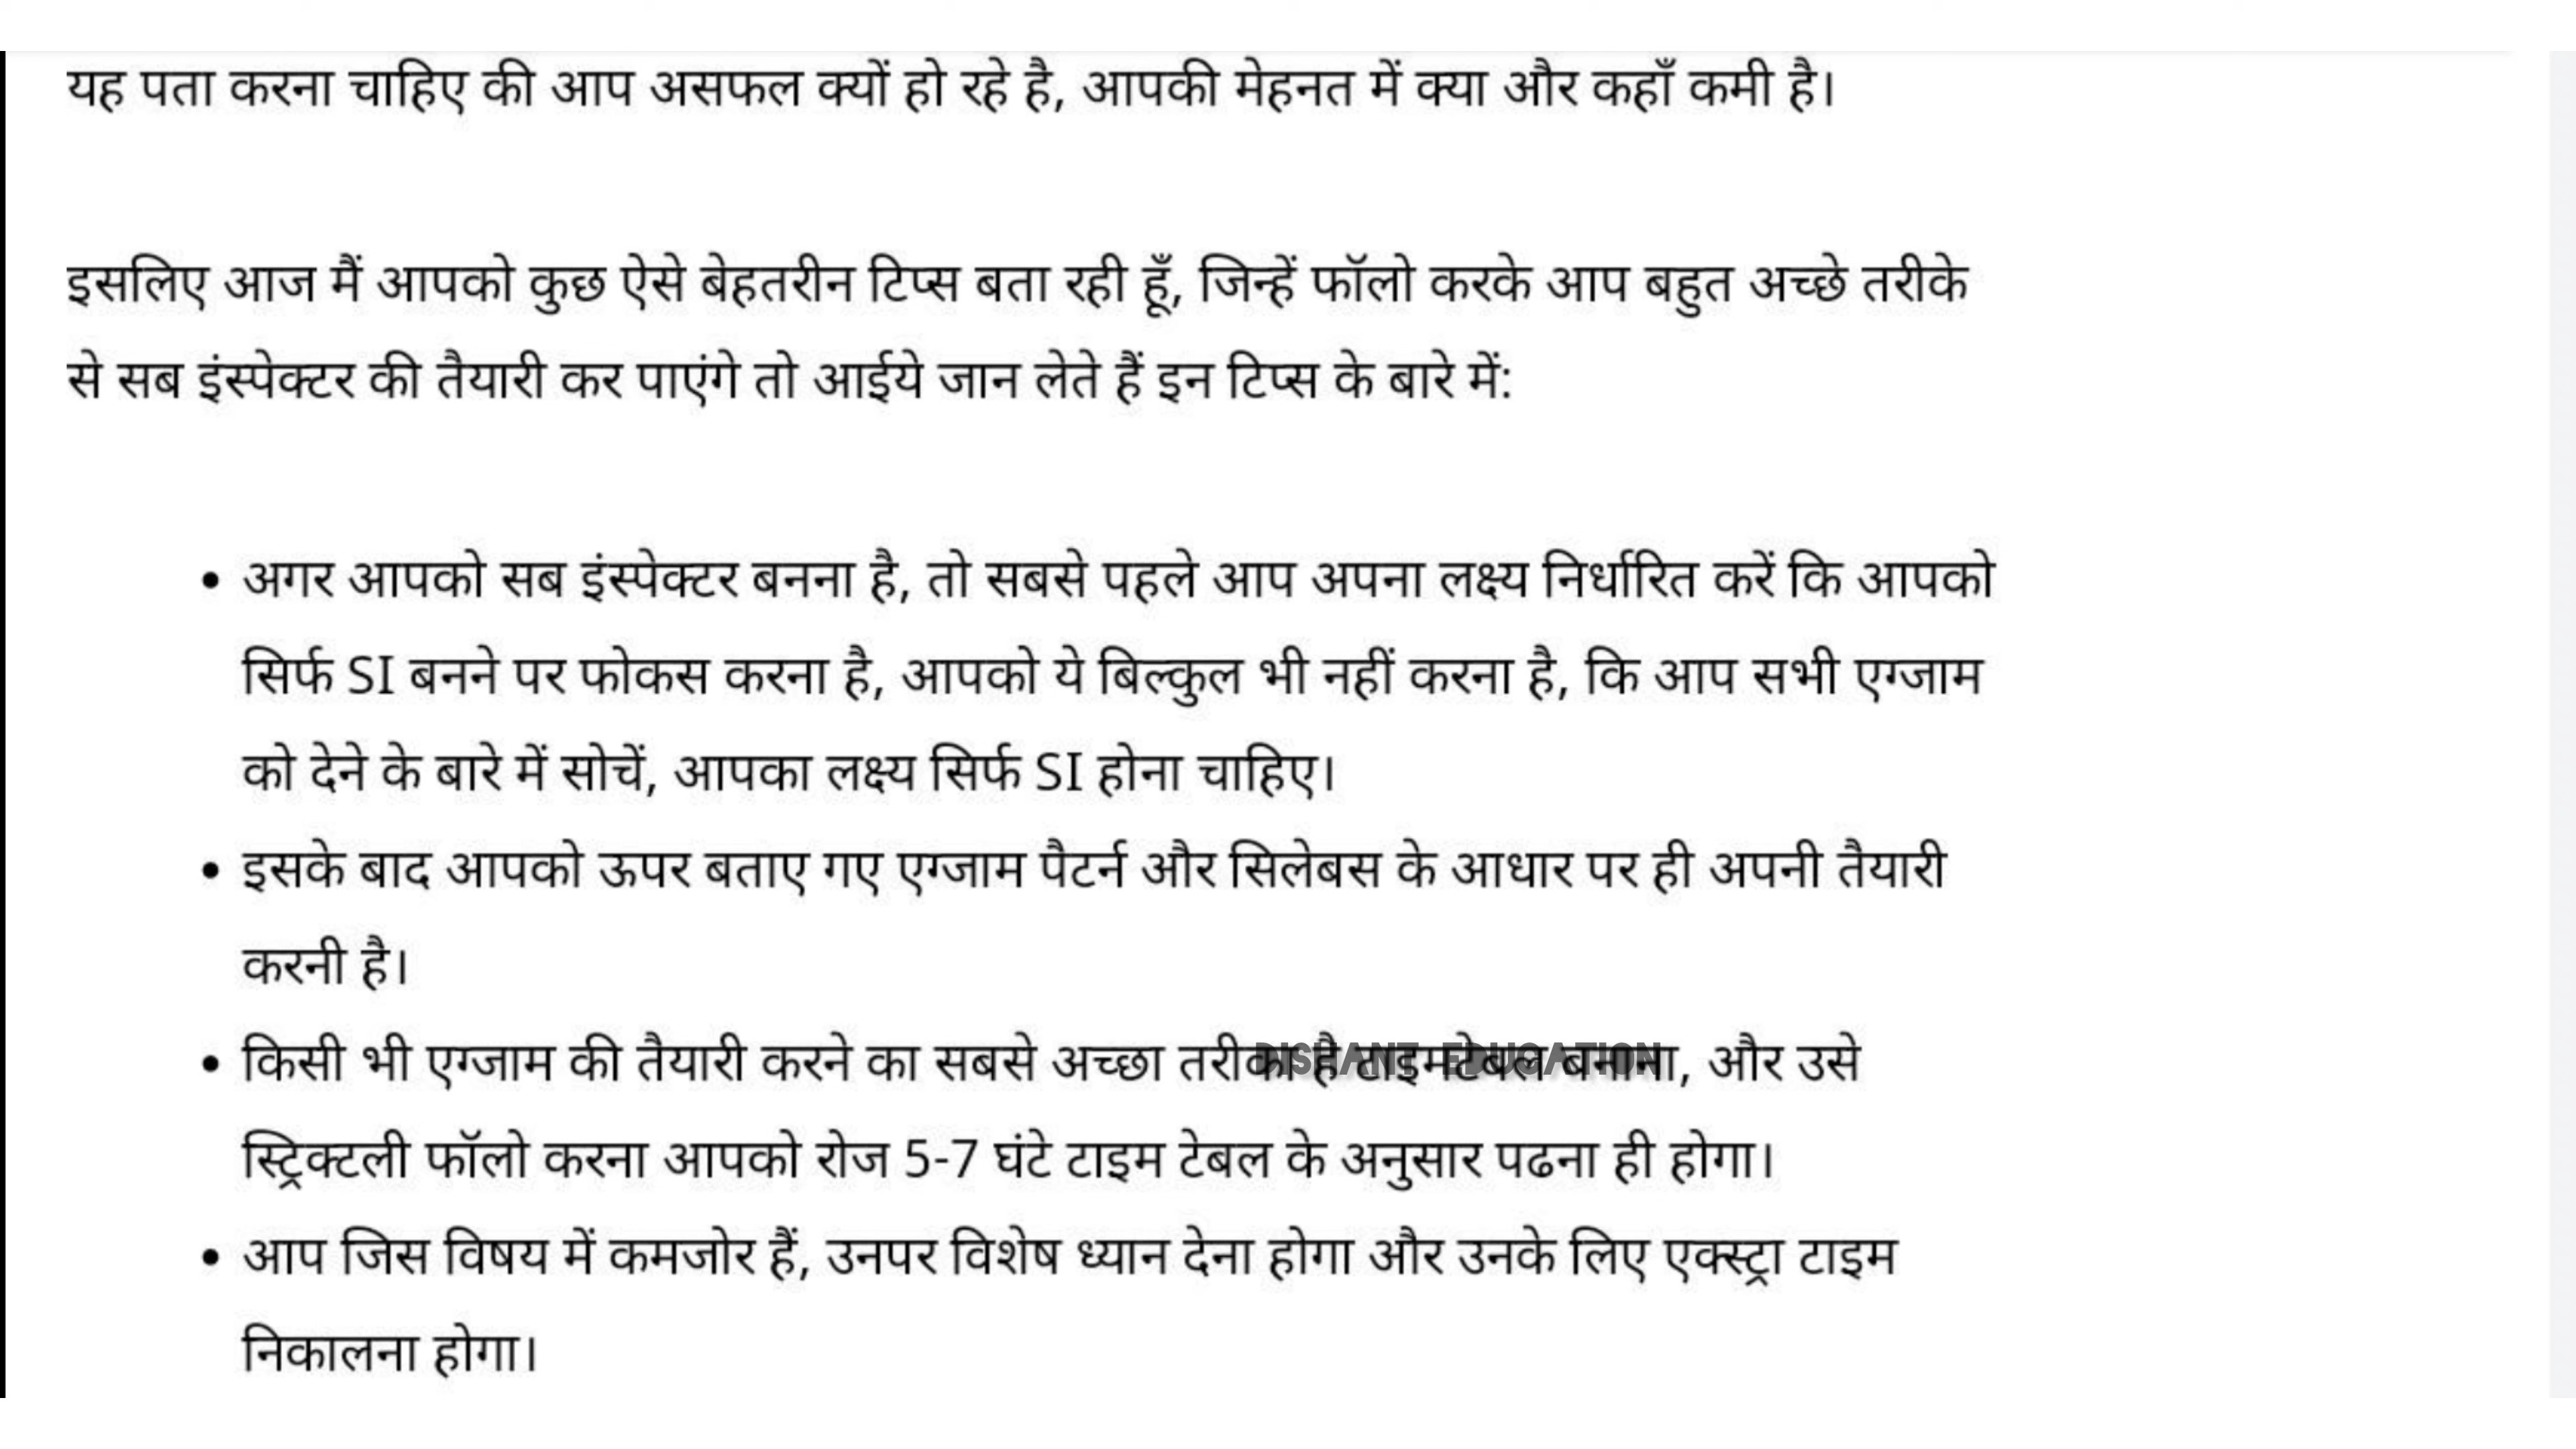 यह पता करना चाहिए की आप असफल क्यों हो रहे है, आपकी मेहनत में क्या और कहाँ कमी है।
इसलिए आज मैं आपको कुछ ऐसे बेहतरीन टिप्स बता रही हूँ, जिन्हें फॉलो करके आप बहुत अच्छे तरीके
से सब इंस्पेक्टर की तैयारी कर पाएंगे तो आईये जान लेते हैं इन टिप्स के बारे में:
• अगर आपको सब इंस्पेक्टर बनना है, तो सबसे पहले आप अपना लक्ष्य निर्धारित करें कि आपको
सिर्फ SI बनने पर फोकस करना है, आपको ये बिल्कुल भी नहीं करना है, कि आप सभी एग्जाम
को देने के बारे में सोचें, आपका लक्ष्य सिर्फ SI होना चाहिए।
• इसके बाद आपको ऊपर बताए गए एग्जाम पैटर्न और सिलेबस के आधार पर ही अपनी तैयारी
करनी है।
• किसी भी एग्जाम की तैयारी करने का सबसे अच्छा तरीका है टाइमटेबल बनाना, और उसे
DISHANT EDUCATION
स्ट्रिक्टली फॉलो करना आपको रोज 5-7 घंटे टाइम टेबल के अनुसार पढना ही होगा।
• आप जिस विषय में कमजोर हैं, उनपर विशेष ध्यान देना होगा और उनके लिए एक्स्ट्रा टाइम
निकालना होगा।